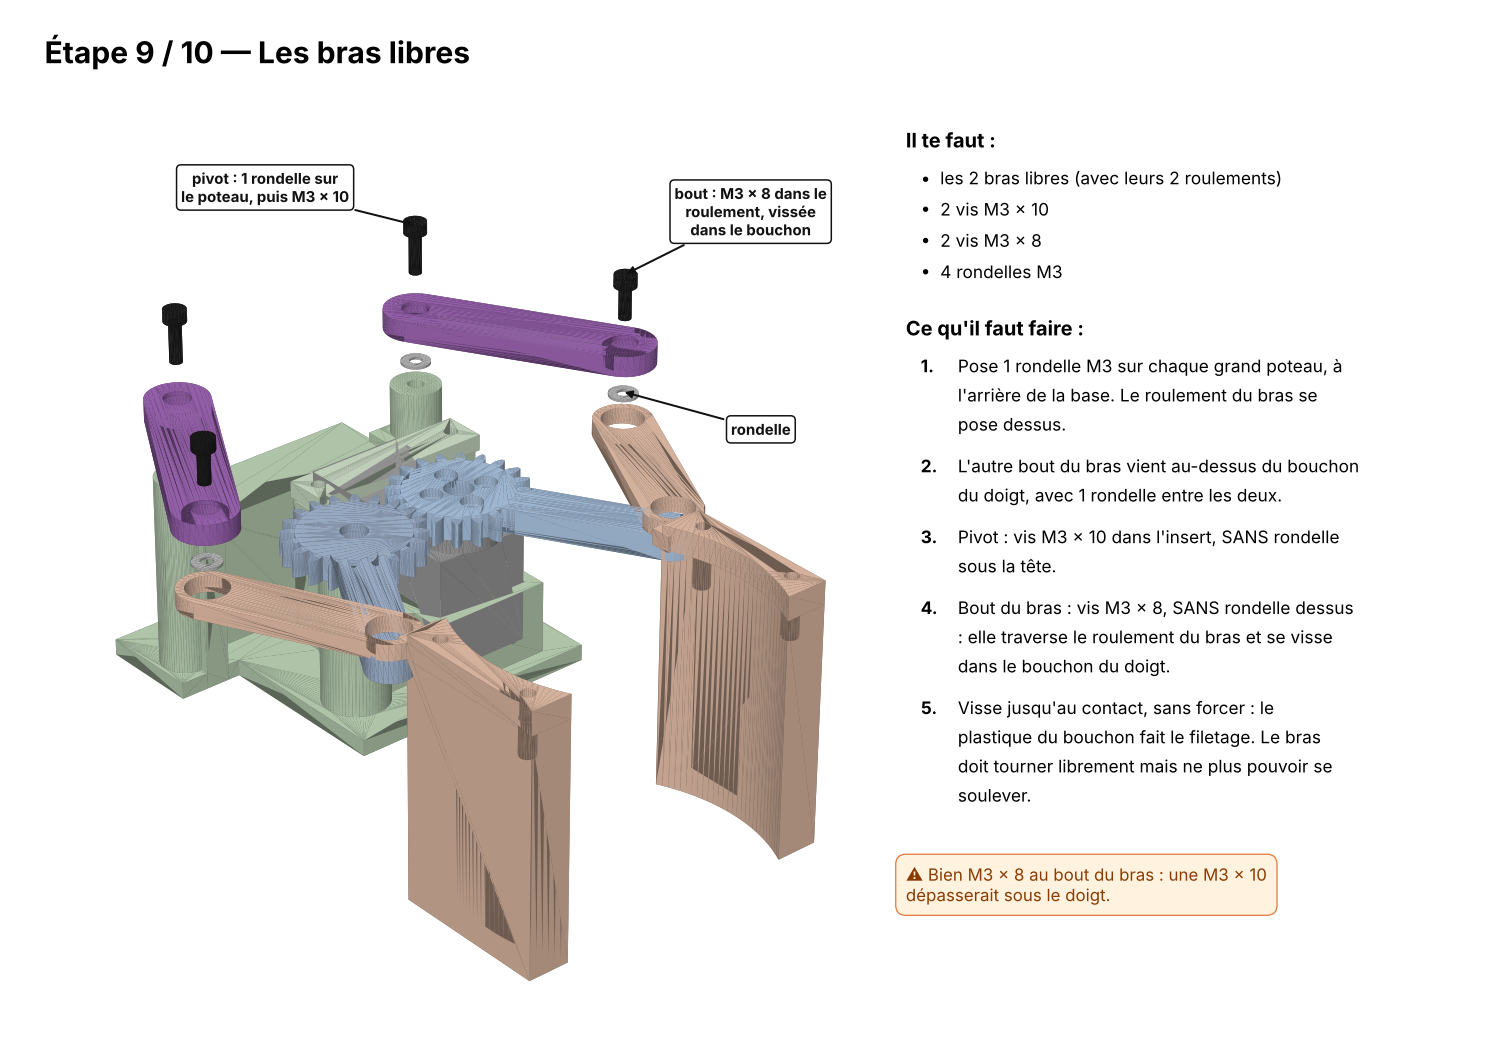 Étape 9 / 10 — Les bras libres
pivot : 1 rondelle sur
le poteau, puis M3 × 10
bout : M3 × 8 dans le
roulement, vissée
dans le bouchon
rondelle
Il te faut :
• les 2 bras libres (avec leurs 2 roulements)
• 2 vis M3 × 10
• 2 vis M3 × 8
• 4 rondelles M3
Ce qu'il faut faire :
1. Pose 1 rondelle M3 sur chaque grand poteau, à
l'arrière de la base. Le roulement du bras se
pose dessus.
2. L'autre bout du bras vient au-dessus du bouchon
du doigt, avec 1 rondelle entre les deux.
3. Pivot : vis M3 × 10 dans l'insert, SANS rondelle
sous la tête.
4. Bout du bras : vis M3 × 8, SANS rondelle dessus
: elle traverse le roulement du bras et se visse
dans le bouchon du doigt.
5. Visse jusqu'au contact, sans forcer : le
plastique du bouchon fait le filetage. Le bras
doit tourner librement mais ne plus pouvoir se
soulever.
⚠ Bien M3 × 8 au bout du bras : une M3 × 10
dépasserait sous le doigt.